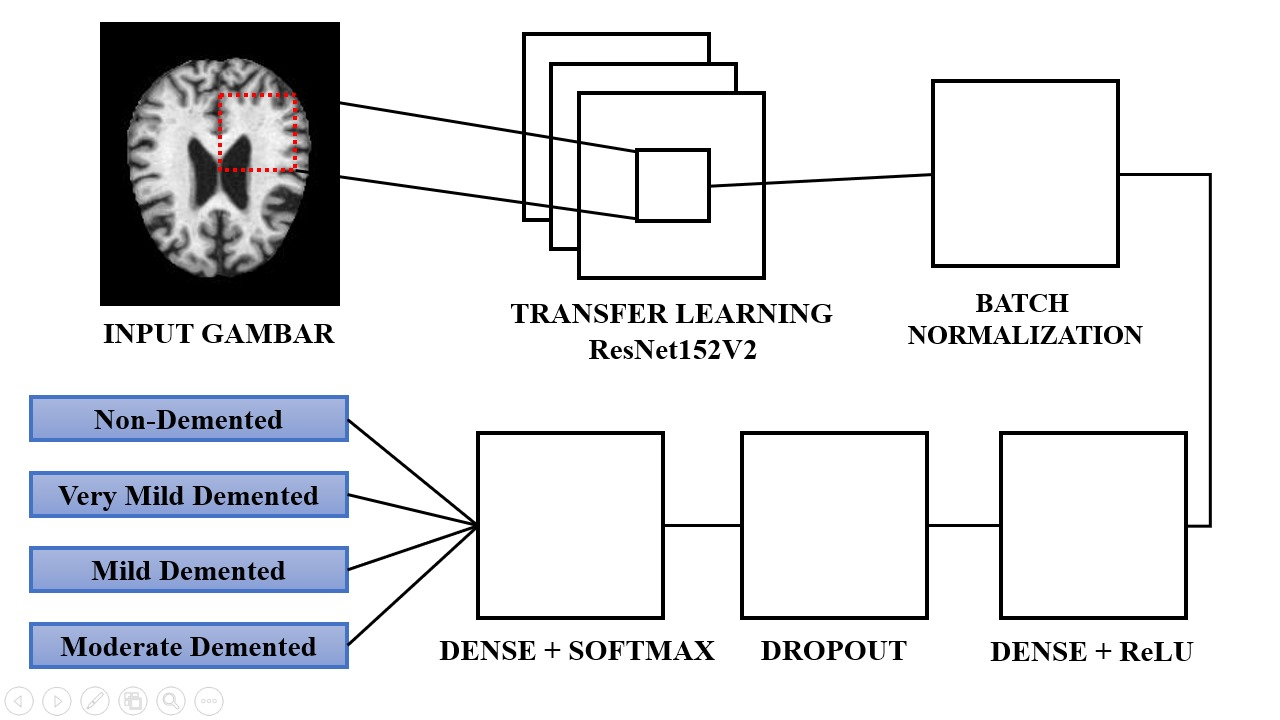 INPUT GAMBAR
TRANSFER LEARNING
ResNet152V2
BATCH
NORMALIZATION
Non-Demented
Very Mild Demented
Mild Demented
Moderate Demented
DENSE + SOFTMAX
DROPOUT
DENSE + ReLU